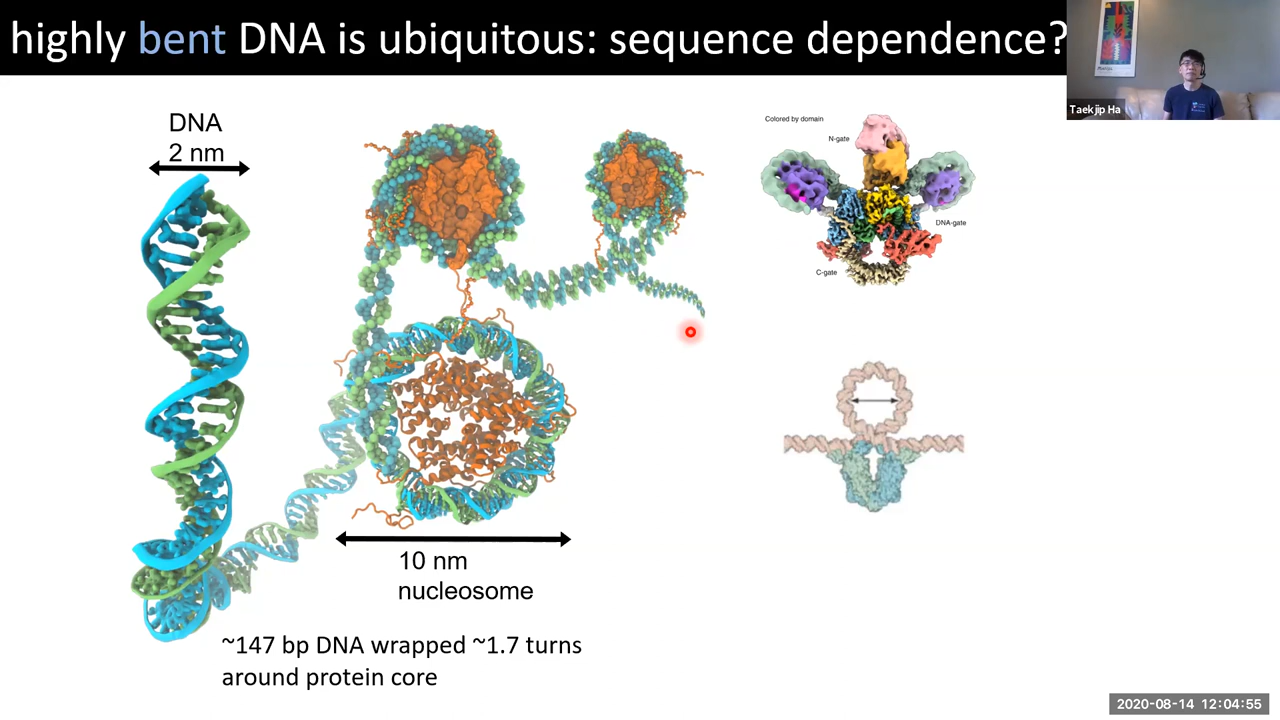 highly bent DNA is ubiquitous: sequence dependence?
Taekjip Ha
DNA
2 nm
Colored by domain
N-gate
DNA-gate
C-gate
10 nm
nucleosome
~147 bp DNA wrapped ~1.7 turns
around protein core
2020-08-14 12:04:55